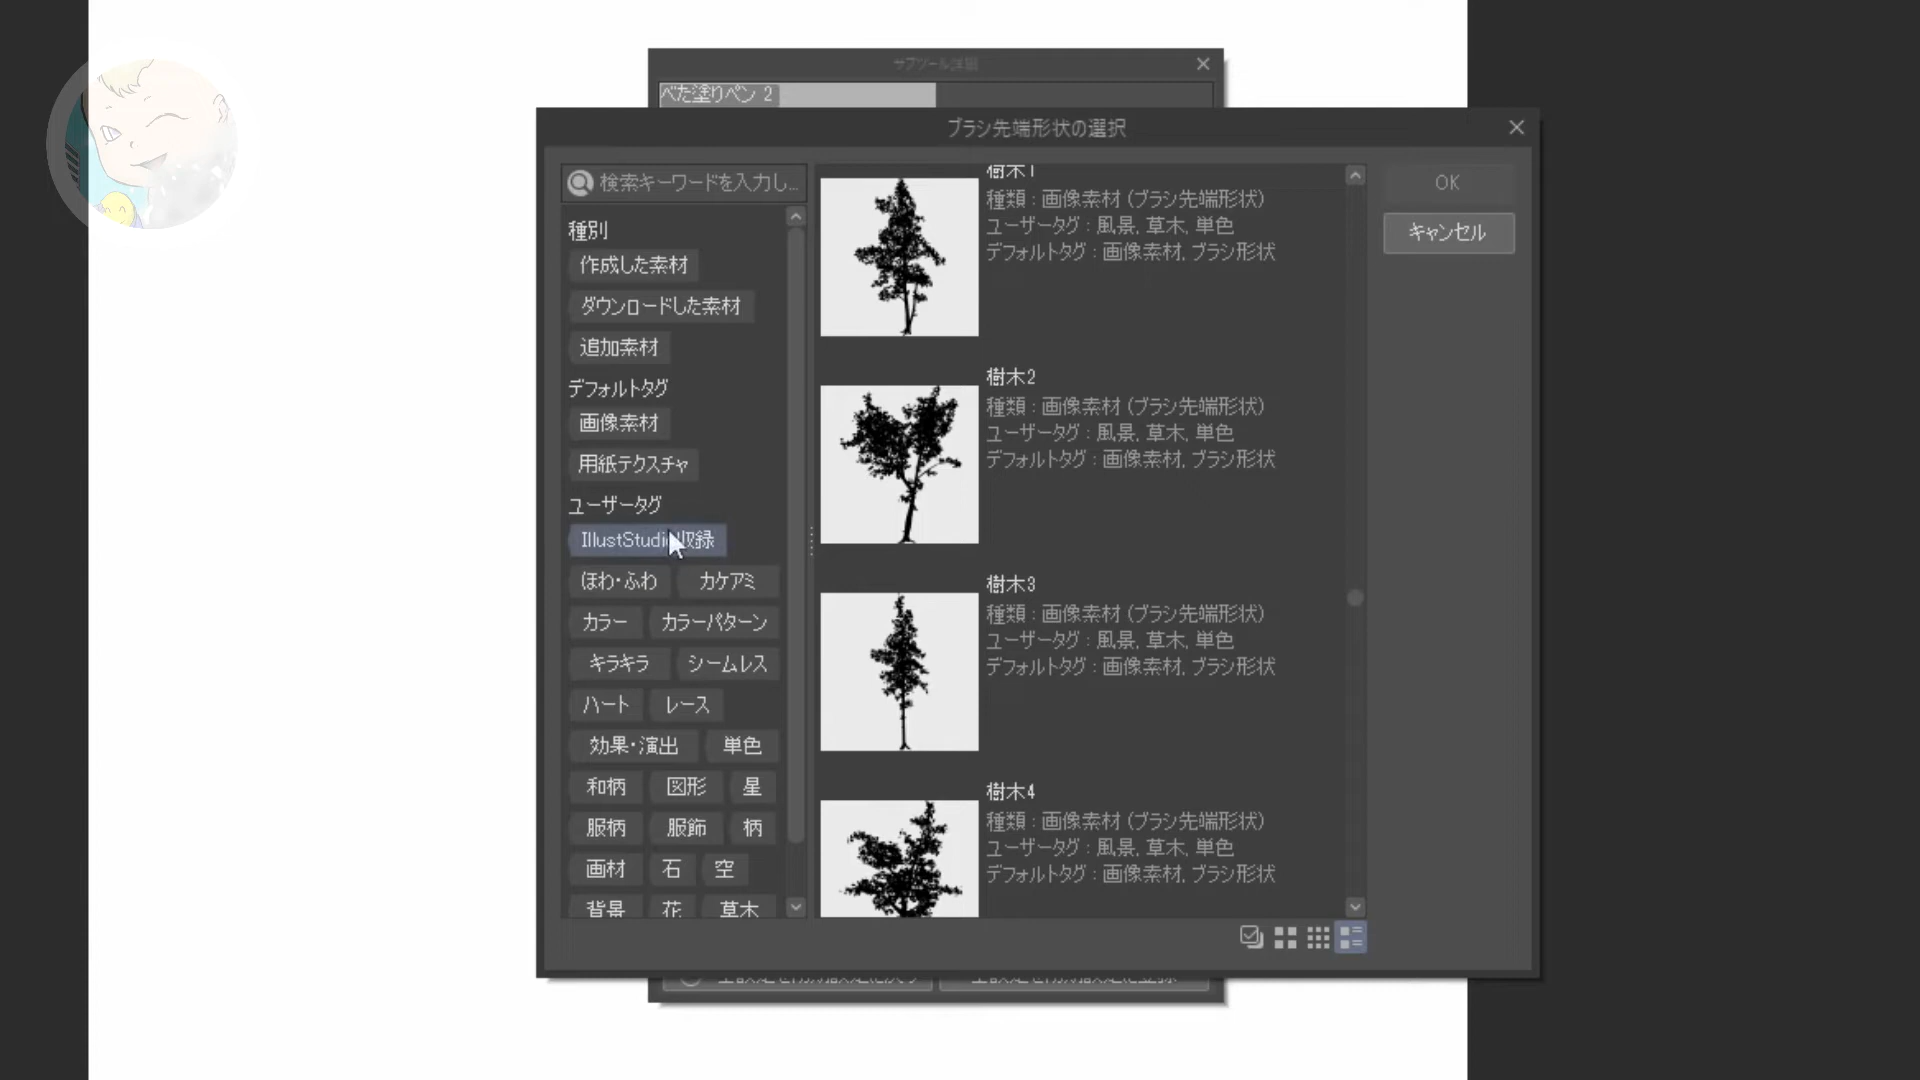 サブツール詳細
べた塗りペン 2
ブラシ先端形状の選択
検索キーワードを入力し...
種別
作成した素材
ダウンロードした素材
追加素材
デフォルトタグ
画像素材
用紙テクスチャ
ユーザータグ
IllustStudio収録
ほわ・ふわ カケアミ
カラー カラーパターン
キラキラ シームレス
ハート レース
効果・演出 単色
和柄 図形 星
服柄 服飾 柄
画材 石 空
背景 花 草木
樹木1
種類：画像素材 (ブラシ先端形状)
ユーザータグ：風景, 草木, 単色
デフォルトタグ：画像素材, ブラシ形状
樹木2
種類：画像素材 (ブラシ先端形状)
ユーザータグ：風景, 草木, 単色
デフォルトタグ：画像素材, ブラシ形状
樹木3
種類：画像素材 (ブラシ先端形状)
ユーザータグ：風景, 草木, 単色
デフォルトタグ：画像素材, ブラシ形状
樹木4
種類：画像素材 (ブラシ先端形状)
ユーザータグ：風景, 草木, 単色
デフォルトタグ：画像素材, ブラシ形状
OK
キャンセル